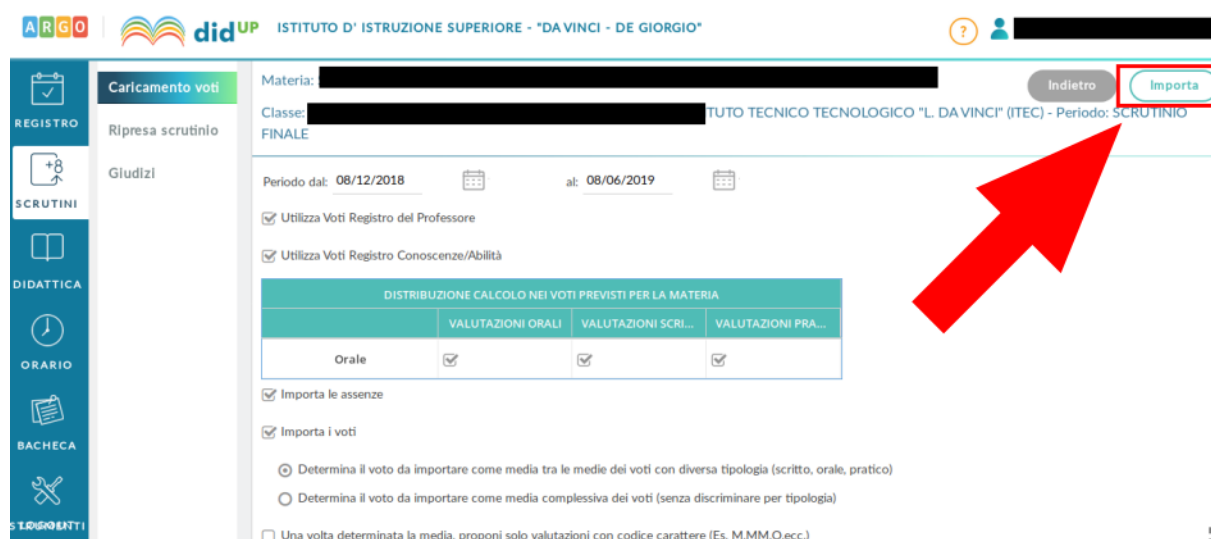 ARGO didUP ISTITUTO D' ISTRUZIONE SUPERIORE - "DA VINCI - DE GIORGIO" ?
REGISTRO
SCRUTINI
DIDATTICA
ORARIO
BACHECA
Caricamento voti
Ripresa scrutinio
Giudizi
Materia:
Indietro Importa
Classe: TUTO TECNICO TECNOLOGICO "L. DA VINCI" (ITEC) - Periodo: SCRUTINIO
FINALE
Periodo dal: 08/12/2018 al: 08/06/2019
Utilizza Voti Registro del Professore
Utilizza Voti Registro Conoscenze/Abilità
DISTRIBUZIONE CALCOLO NEI VOTI PREVISTI PER LA MATERIA
VALUTAZIONI ORALI VALUTAZIONI SCRI... VALUTAZIONI PRA...
Orale
Importa le assenze
Importa i voti
Determina il voto da importare come media tra le medie dei voti con diversa tipologia (scritto, orale, pratico)
Determina il voto da importare come media complessiva dei voti (senza discriminare per tipologia)
Una volta determinata la media, proponi solo valutazioni con codice carattere (Es. M,MM,O,ecc.)